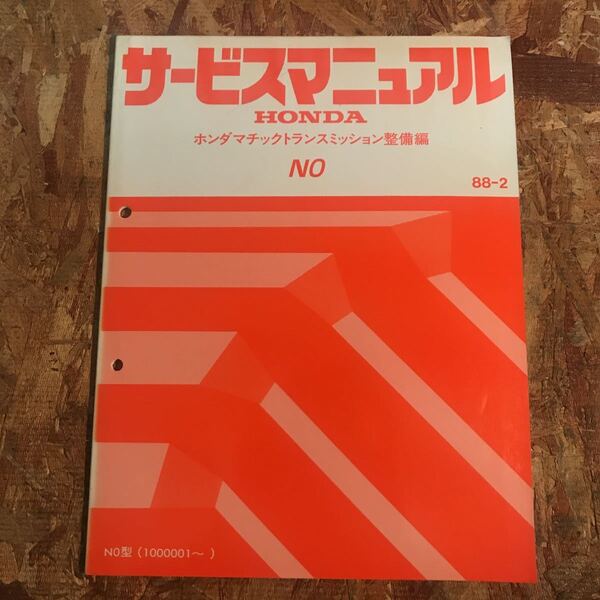 サービスマニュアル
HONDA
ホンダマチックトランスミッション整備編
NO
88-2
NO型 (1000001〜 )